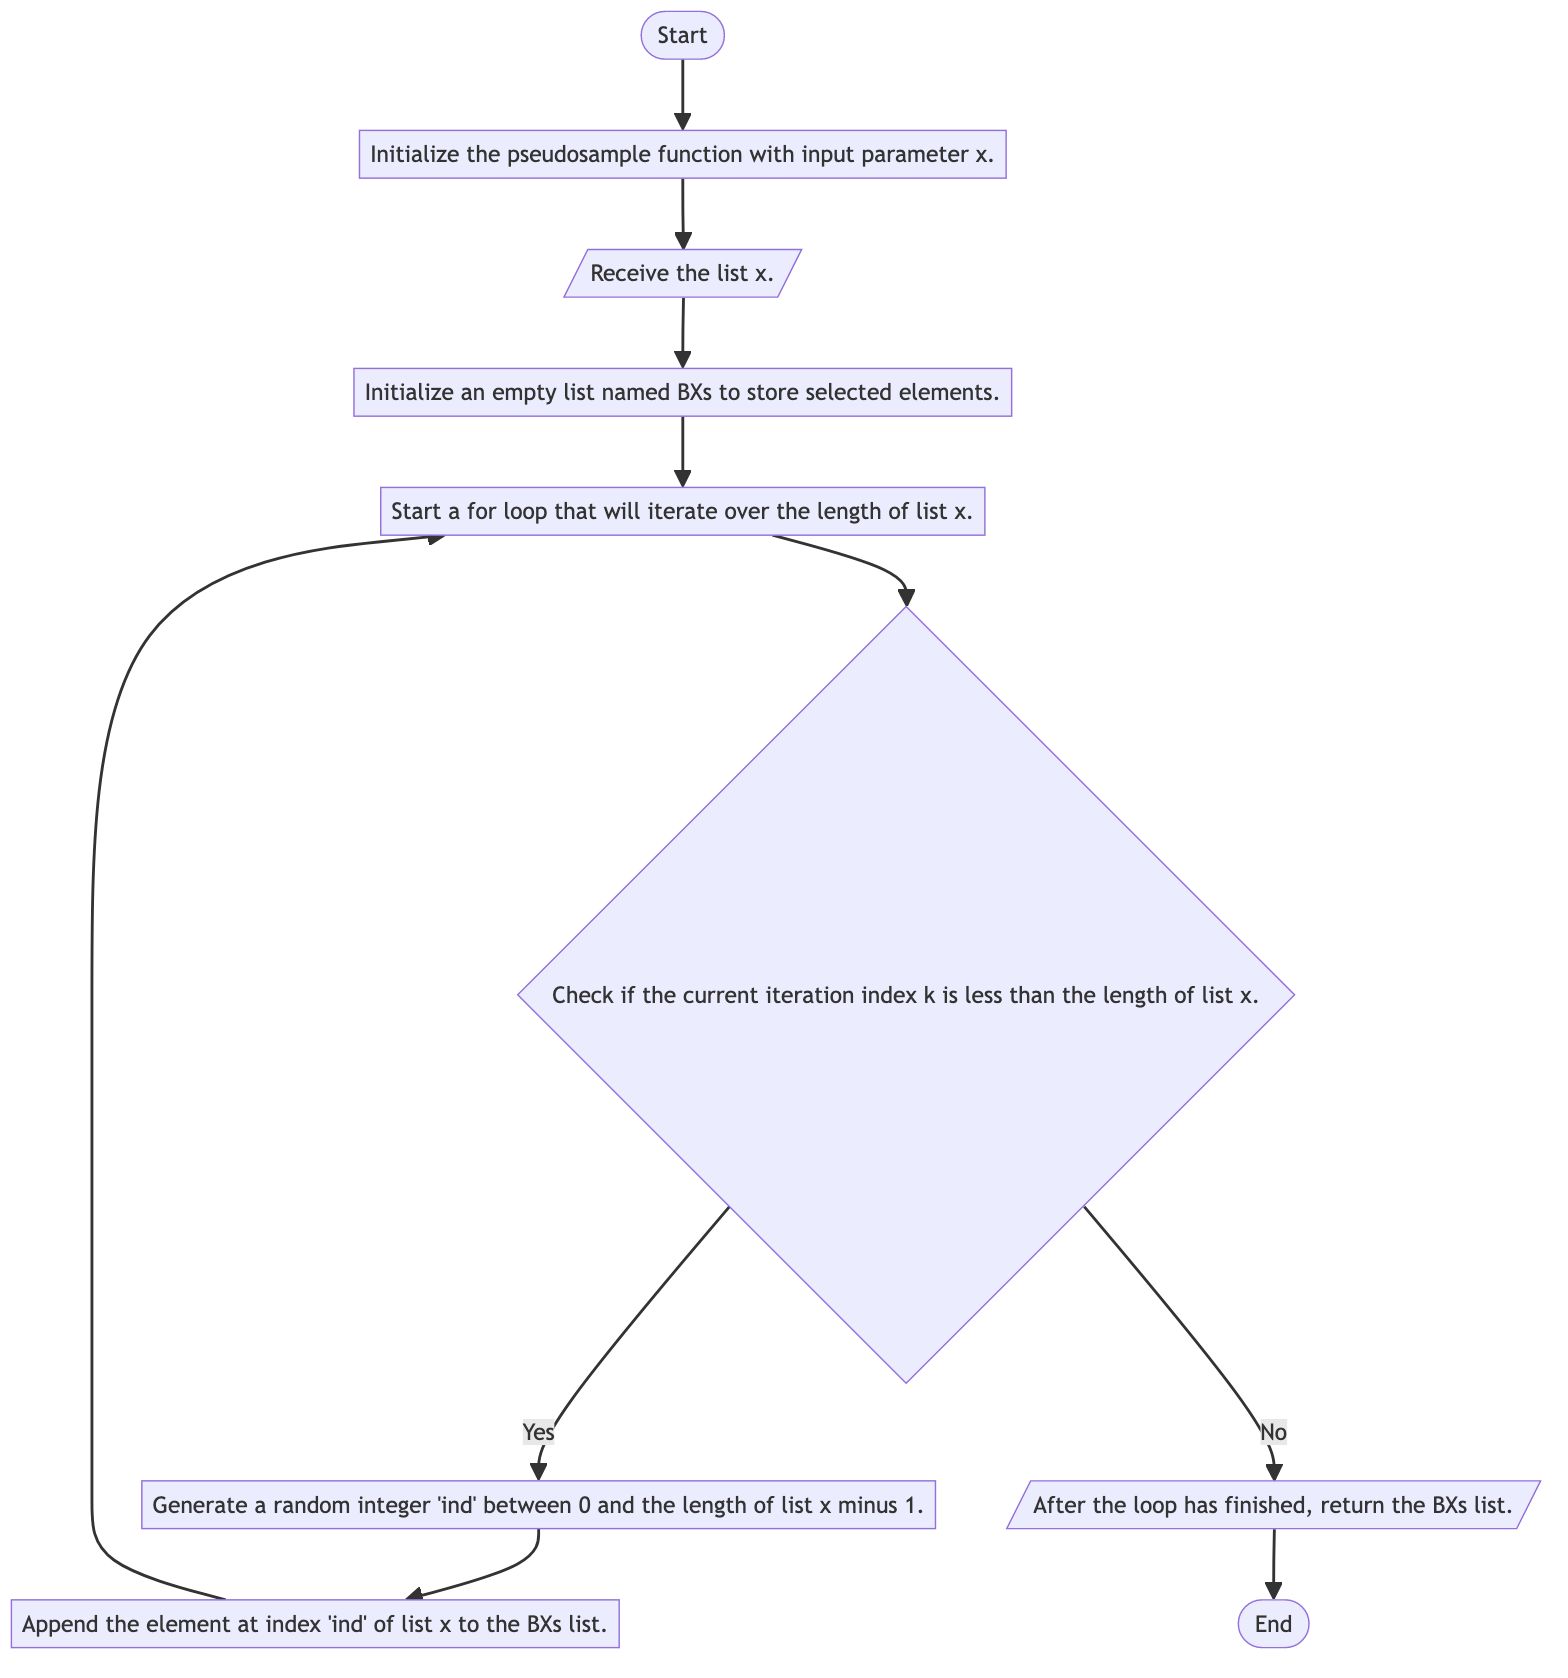 Start
Initialize the pseudosample function with input parameter x.
Receive the list x.
Initialize an empty list named BXs to store selected elements.
Start a for loop that will iterate over the length of list x.
Check if the current iteration index k is less than the length of list x.
Yes
No
Generate a random integer 'ind' between 0 and the length of list x minus 1.
After the loop has finished, return the BXs list.
Append the element at index 'ind' of list x to the BXs list.
End